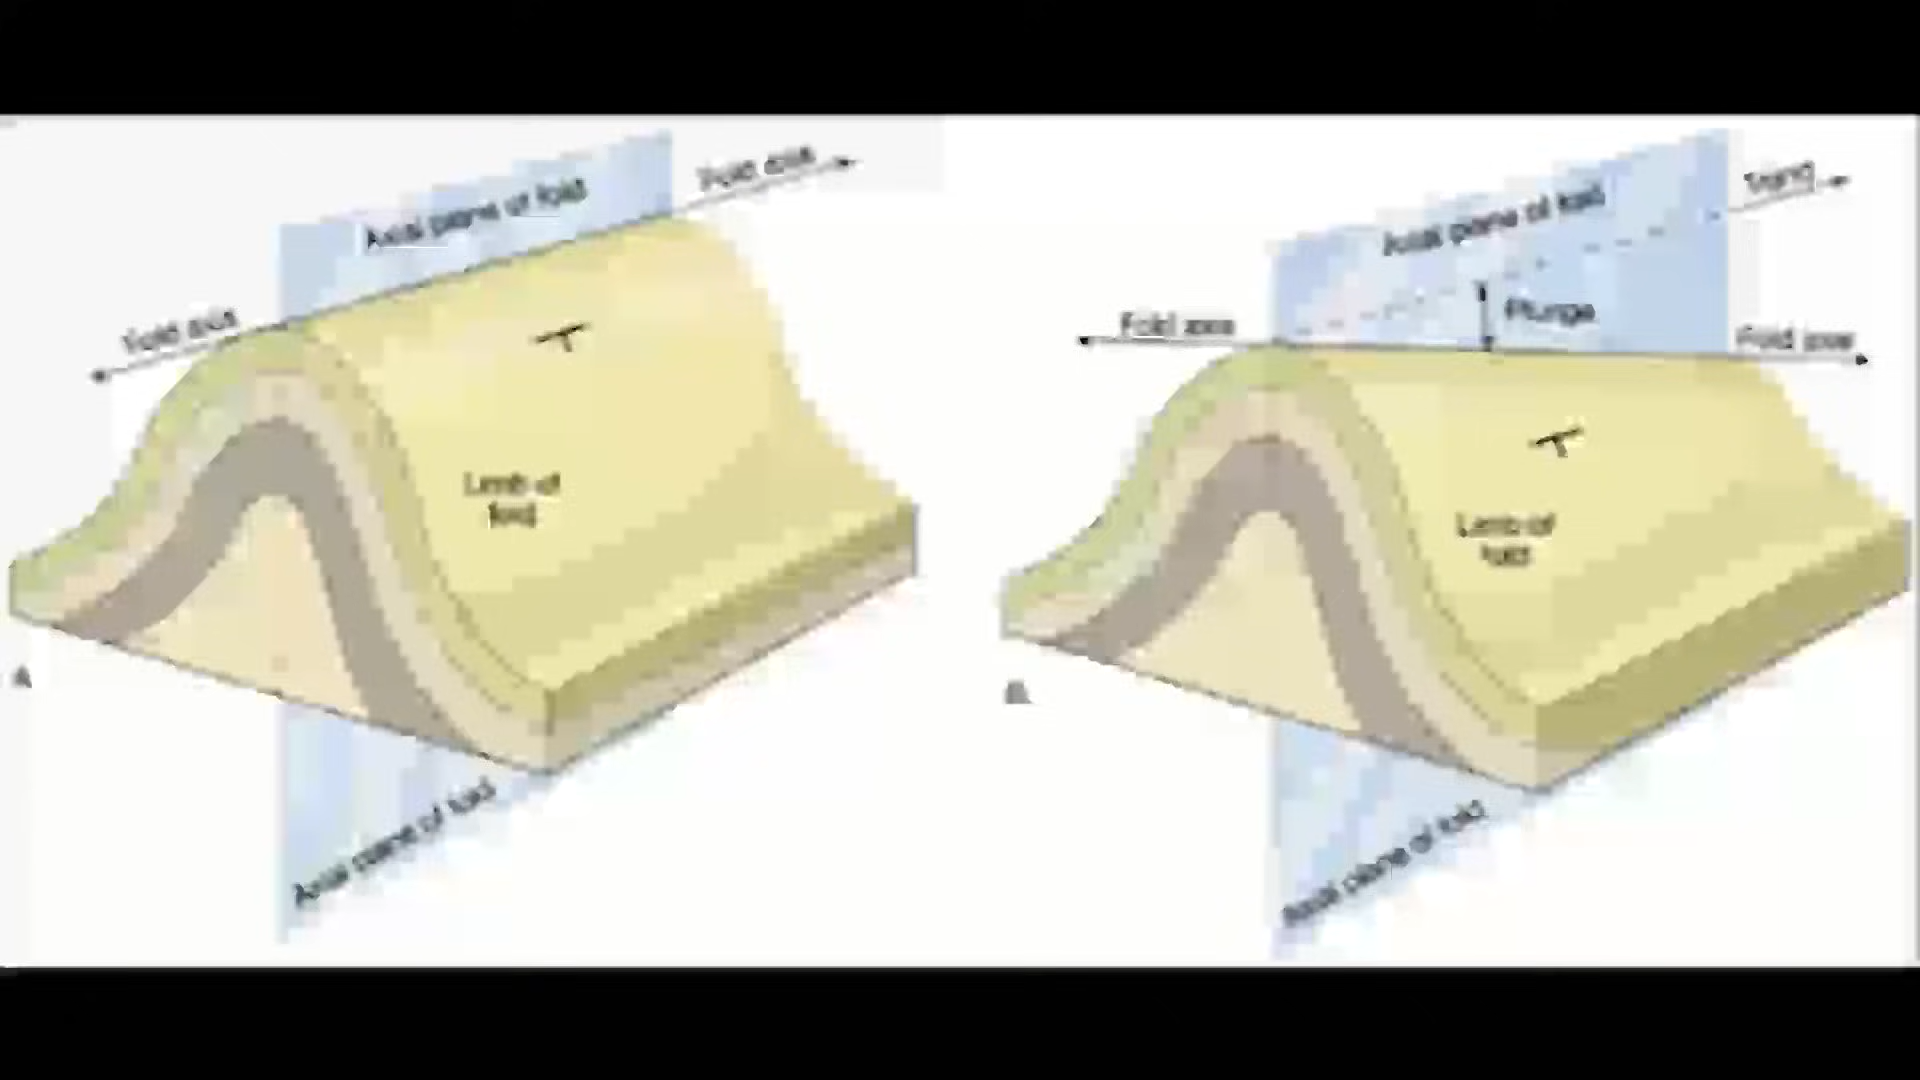 Axial plane of fold
Fold axis
Fold axis
Limb of
fold
A
Axial plane of fold
Axial plane of fold
Trend
Plunge
Fold axis
Fold axis
Limb of
fold
B
Axial plane of fold